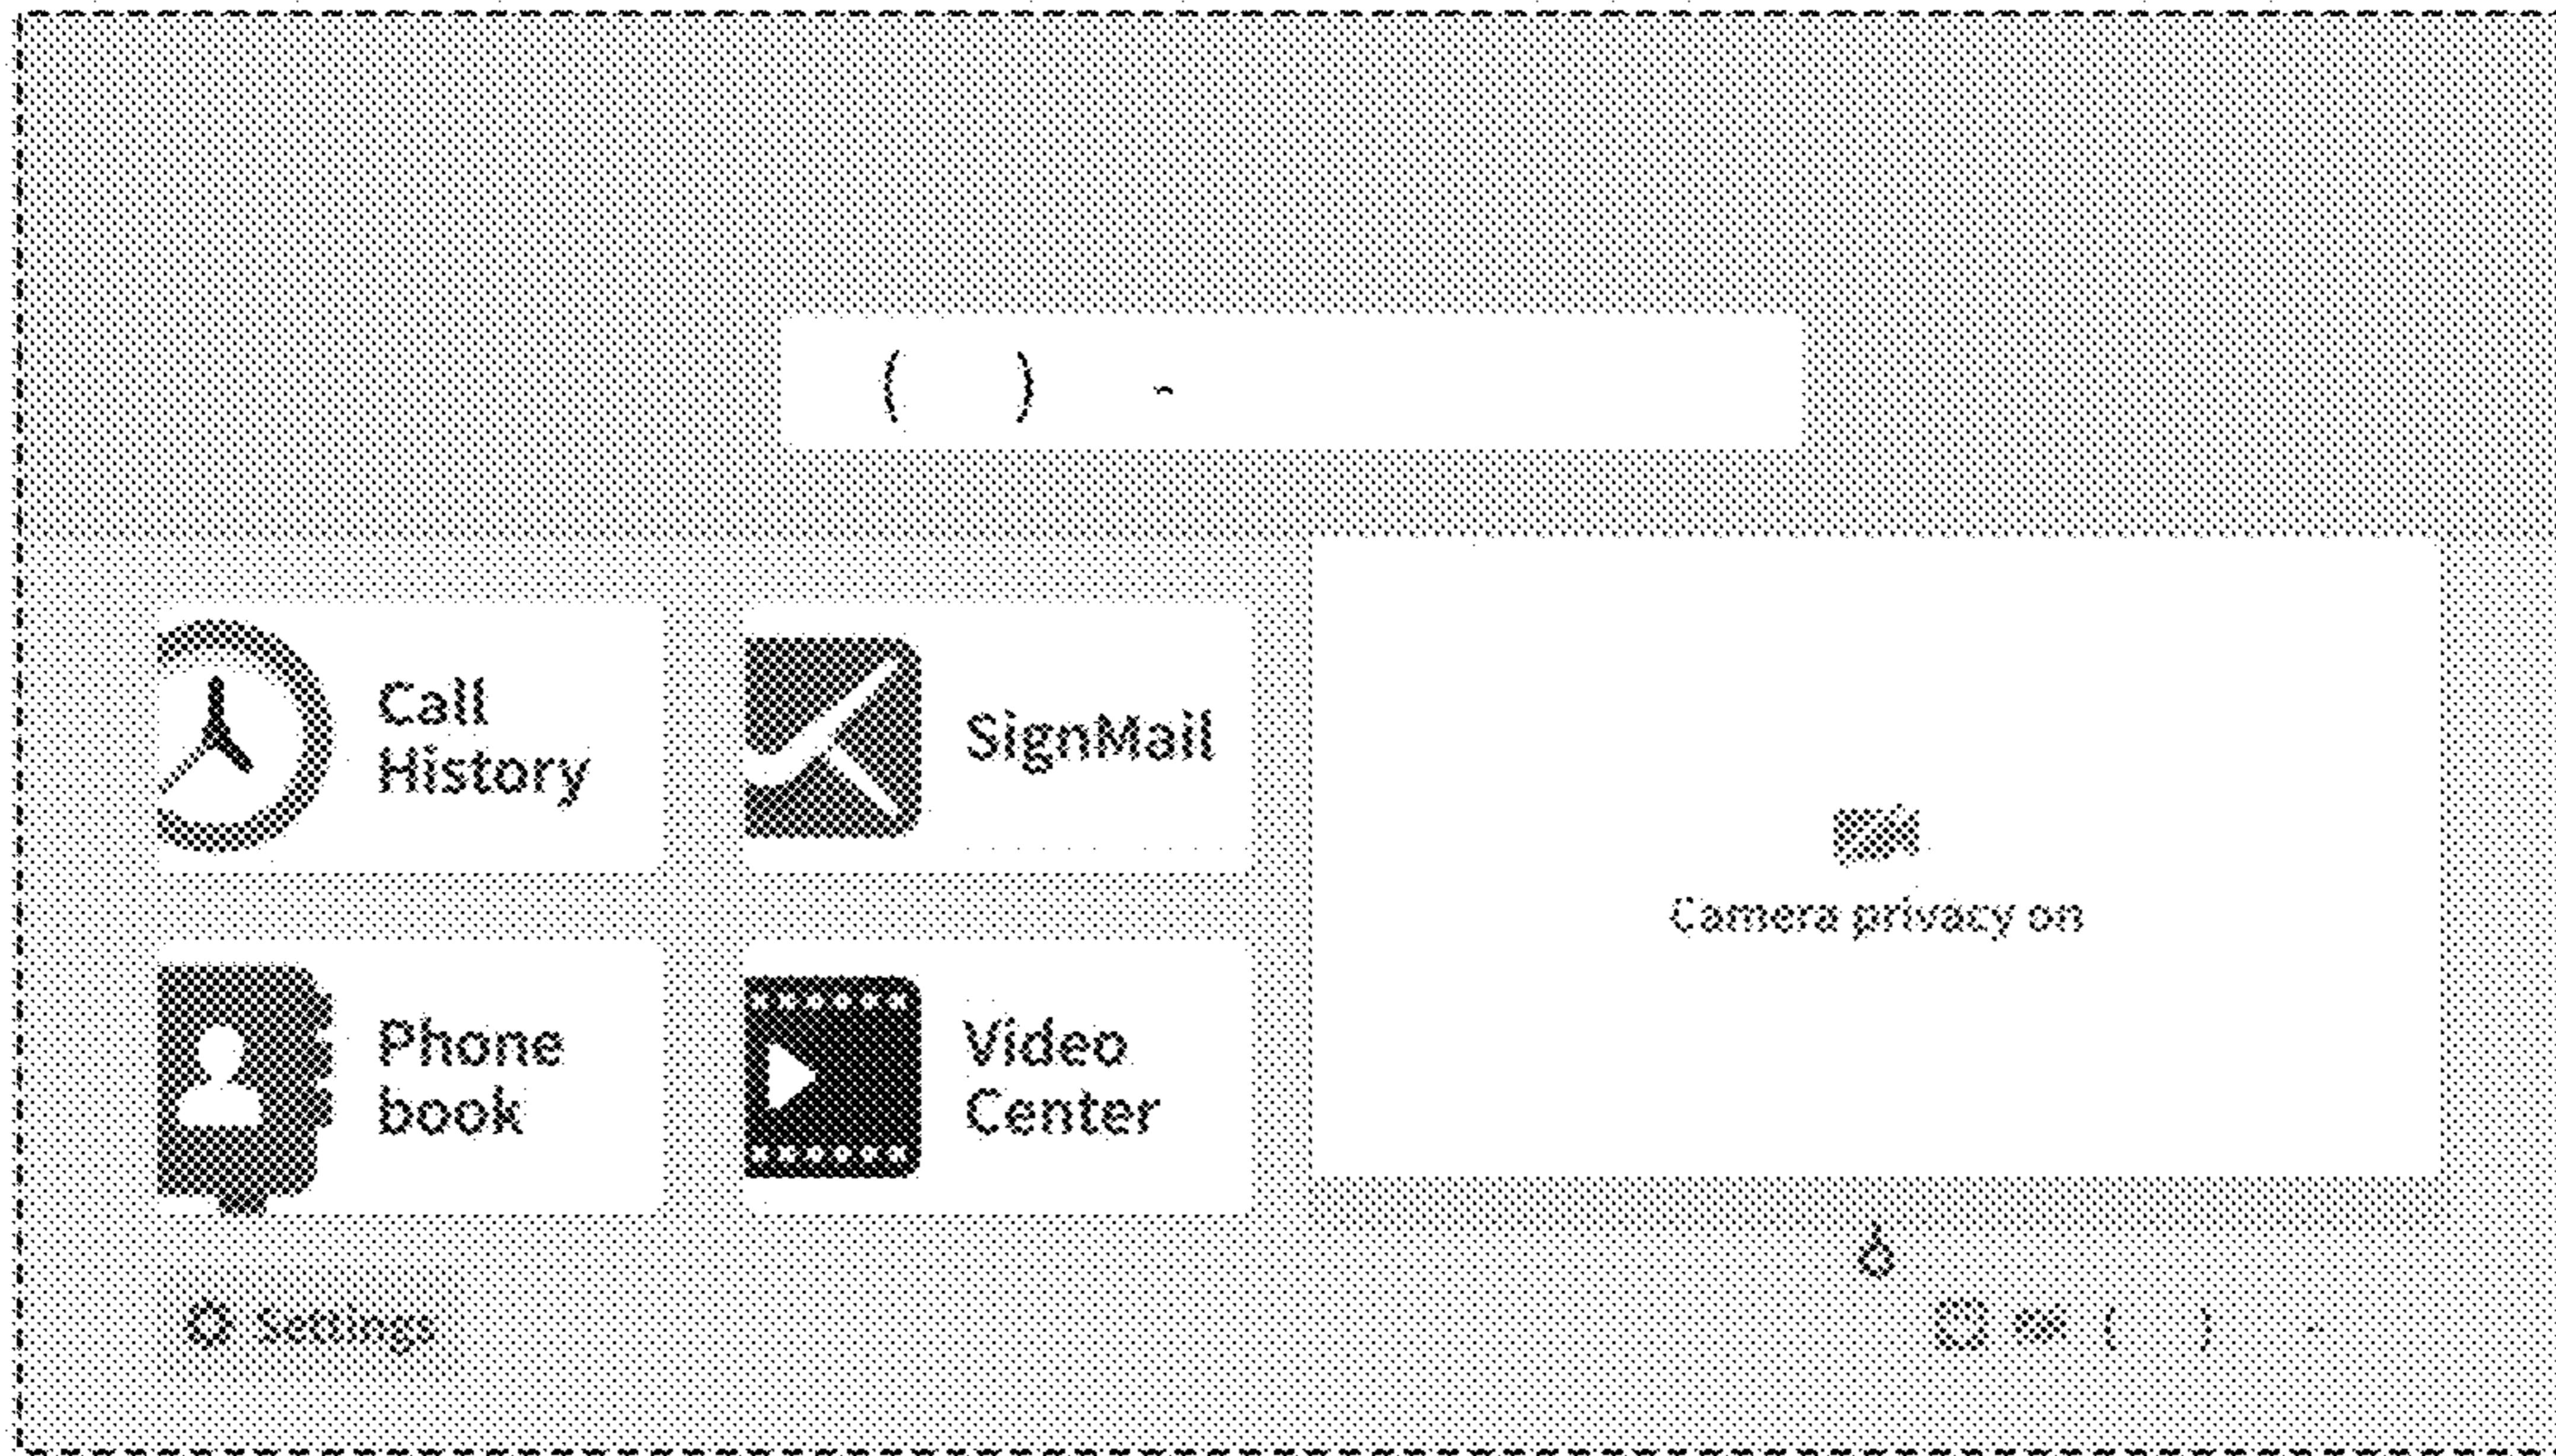 ( ) -
Call
History
SignMail
Camera privacy on
Phone
book
Video
Center
Settings
( ) -